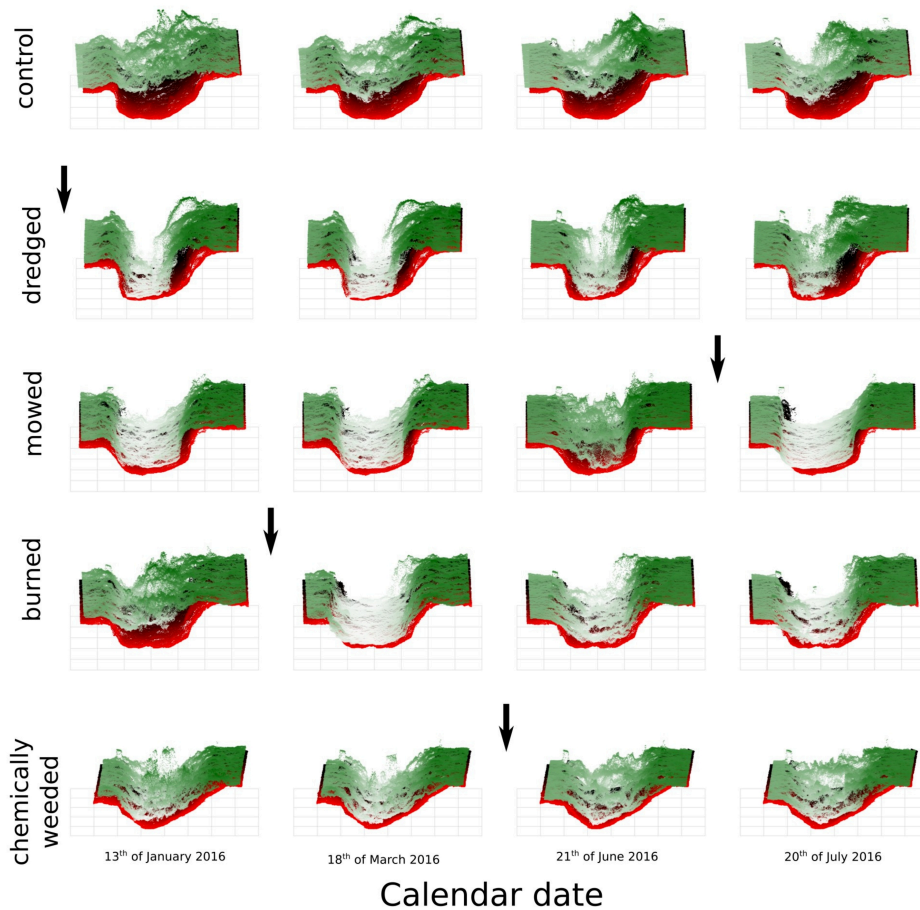 control
dredged
mowed
burned
chemically
weeded
13th of January 2016
18th of March 2016
21th of June 2016
20th of July 2016
Calendar date